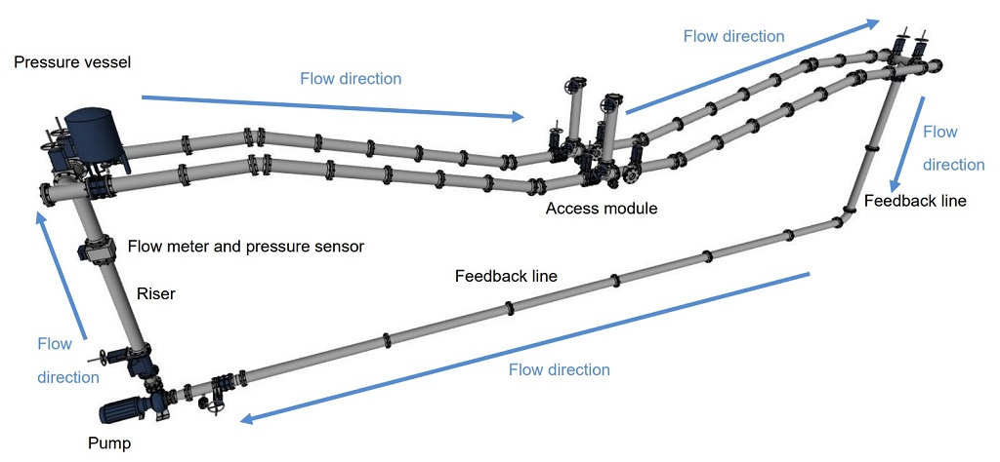 Flow direction
Pressure vessel
Flow direction
Flow
direction
Feedback line
Access module
Flow meter and pressure sensor
Feedback line
Riser
Flow
direction
Flow direction
Pump